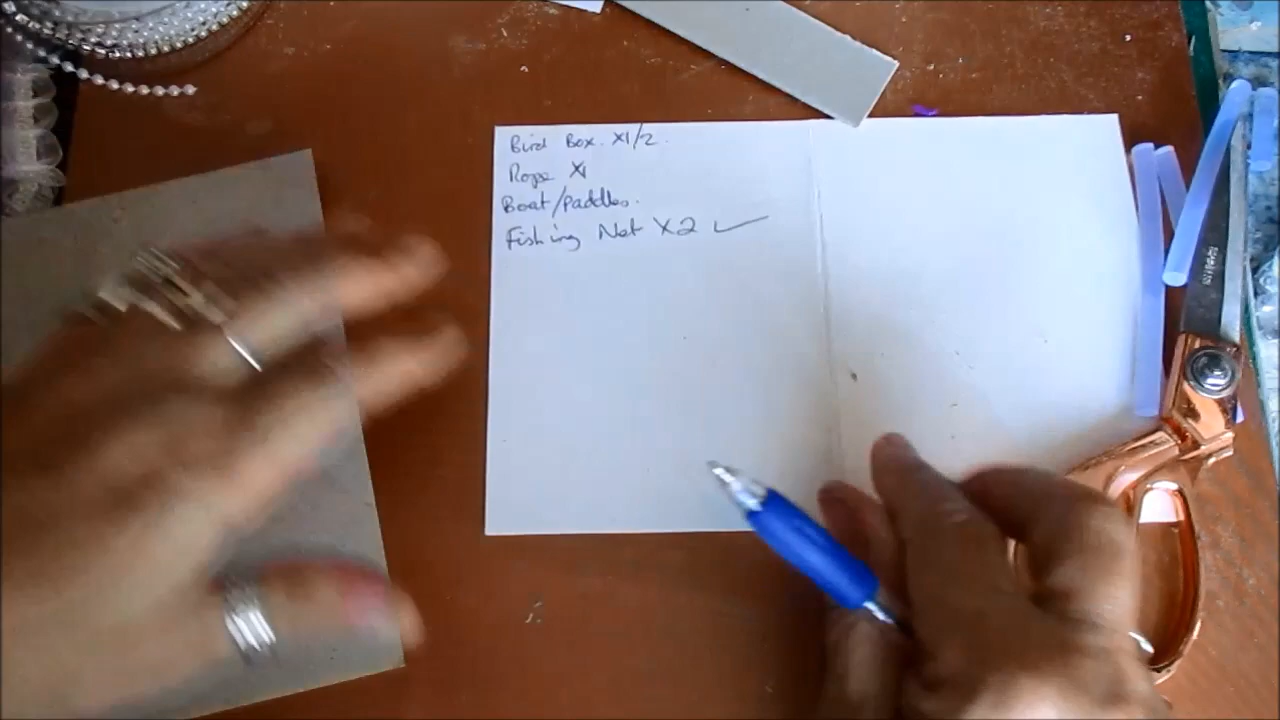 Bird Box. X1/2.
Rope X1
Boat/Paddles.
Fishing Net X2 ✓